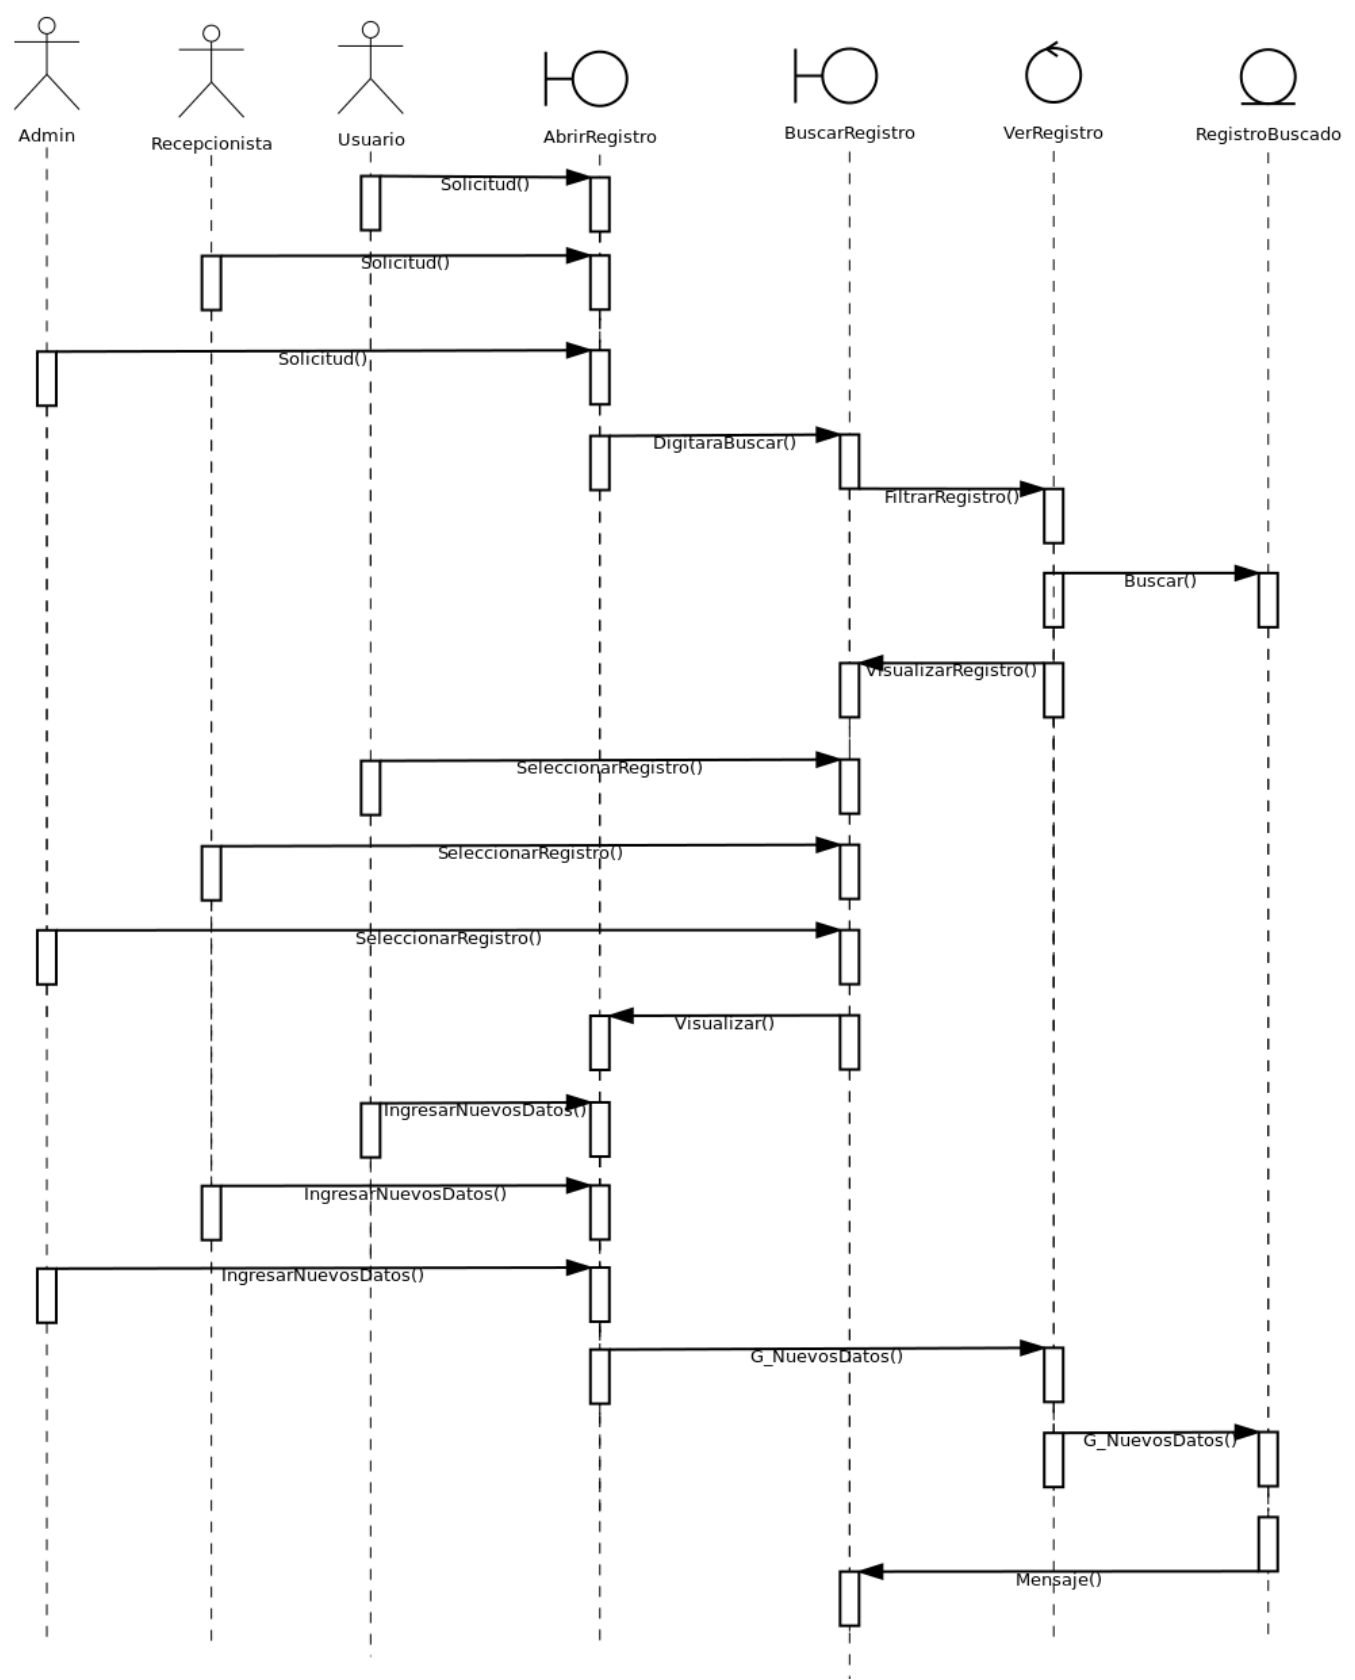 Admin
Recepcionista
Usuario
AbrirRegistro
BuscarRegistro
VerRegistro
RegistroBuscado
Solicitud()
Solicitud()
Solicitud()
DigitaraBuscar()
FiltrarRegistro()
Buscar()
VisualizarRegistro()
SeleccionarRegistro()
SeleccionarRegistro()
SeleccionarRegistro()
Visualizar()
IngresarNuevosDatos()
IngresarNuevosDatos()
IngresarNuevosDatos()
G_NuevosDatos()
G_NuevosDatos()
Mensaje()